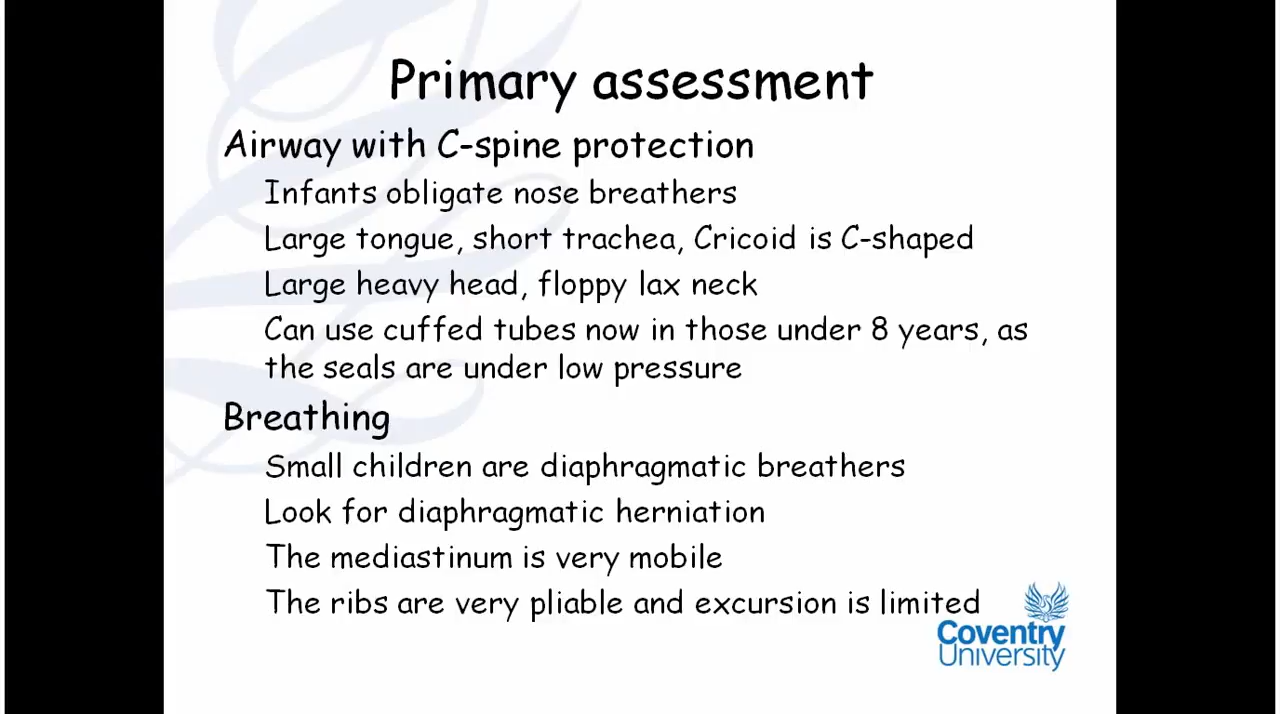 Primary assessment
Airway with C-spine protection
Infants obligate nose breathers
Large tongue, short trachea, Cricoid is C-shaped
Large heavy head, floppy lax neck
Can use cuffed tubes now in those under 8 years, as
the seals are under low pressure
Breathing
Small children are diaphragmatic breathers
Look for diaphragmatic herniation
The mediastinum is very mobile
The ribs are very pliable and excursion is limited
Coventry
University